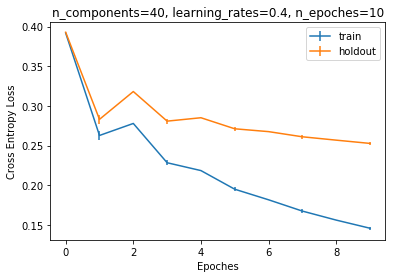 n_components=40, learning_rates=0.4, n_epoches=10
train
holdout
Cross Entropy Loss
0.40
0.35
0.30
0.25
0.20
0.15
0 2 4 6 8
Epoches